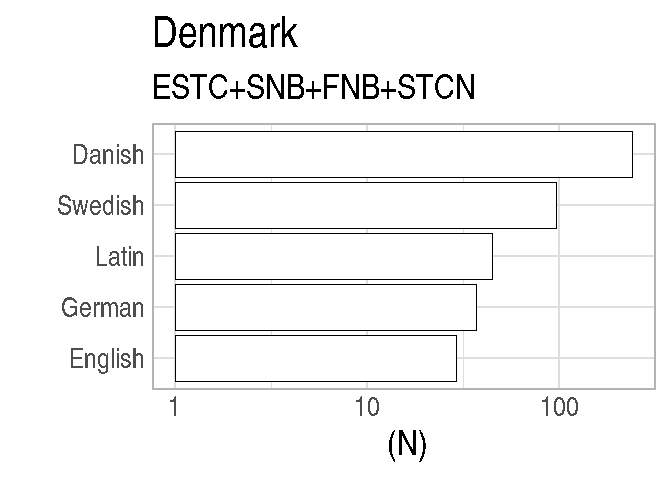 Denmark
ESTC+SNB+FNB+STCN
Danish
Swedish
Latin
German
English
1 10 100
(N)